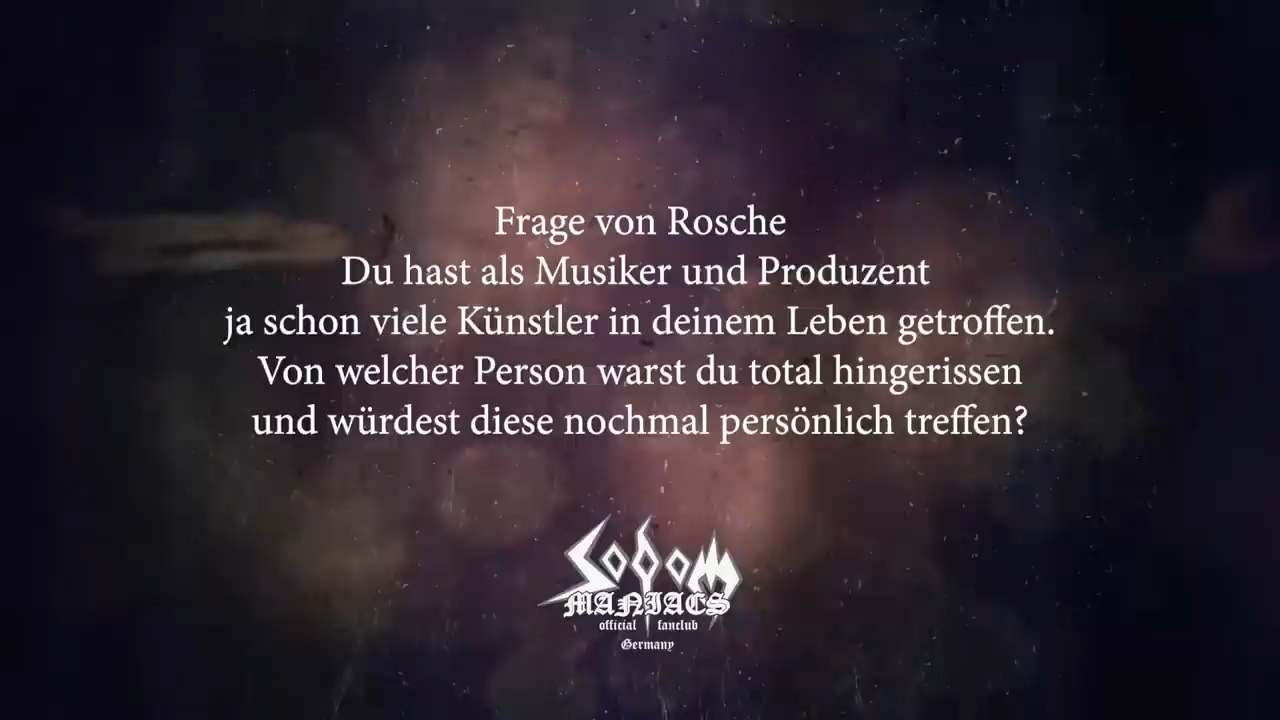 Frage von Rosche
Du hast als Musiker und Produzent
ja schon viele Künstler in deinem Leben getroffen.
Von welcher Person warst du total hingerissen
und würdest diese nochmal persönlich treffen?
SODOM
MANIACS
official fanclub
Germany